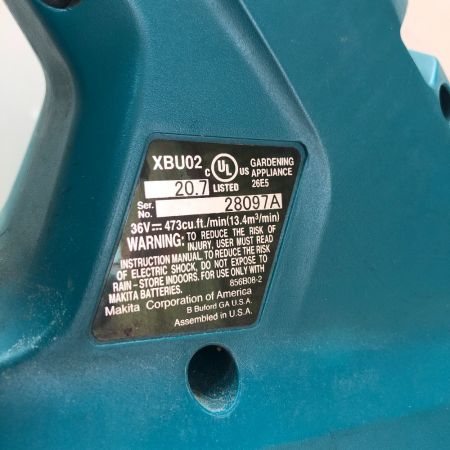 XBU02 C UL US GARDENING
20.7 LISTED APPLIANCE
26E5
Ser.
No. 28097A
36V⎓473cu.ft./min(13.4m³/min)
WARNING: TO REDUCE THE RISK OF
INJURY, USER MUST READ
INSTRUCTION MANUAL. TO REDUCE THE RISK
OF ELECTRIC SHOCK, DO NOT EXPOSE TO
RAIN - STORE INDOORS. FOR USE ONLY WITH
MAKITA BATTERIES. 856B08-2
Makita Corporation of America
B Buford GA U.S.A.
Assembled in U.S.A.